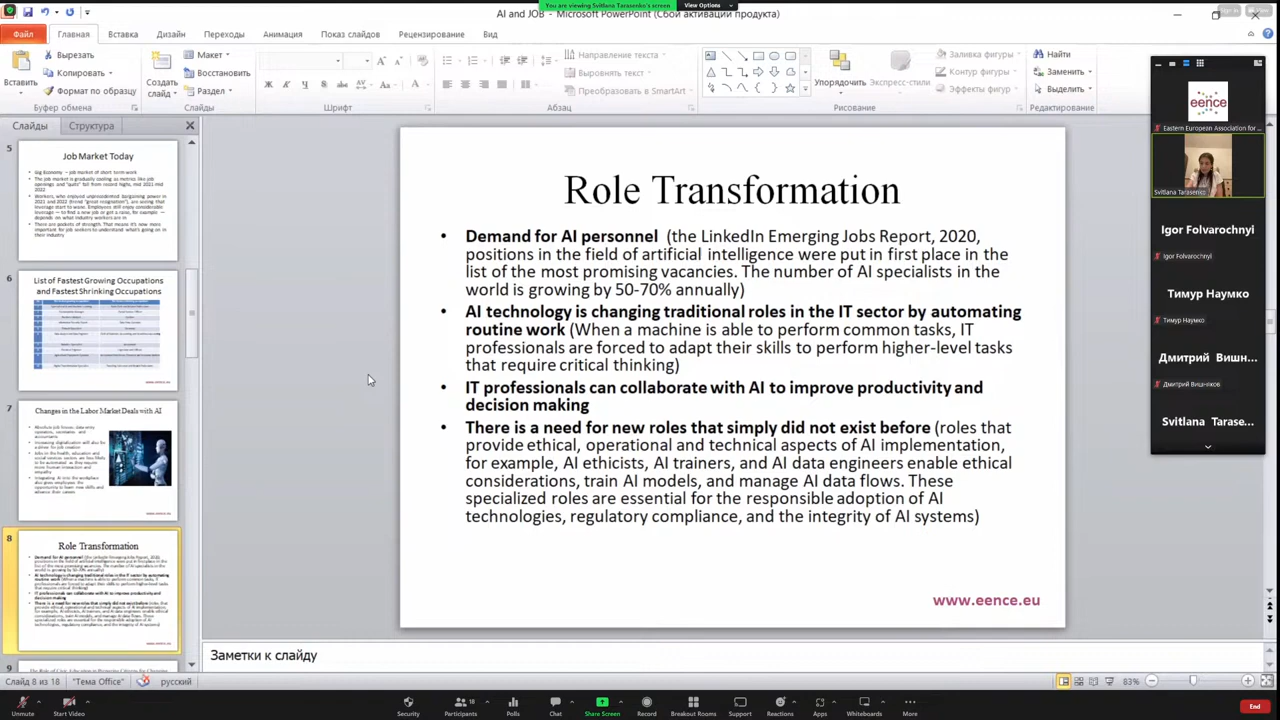 You are viewing Svitlana Tarasenko's screen
View Options
AI and JOB - Microsoft PowerPoint (Сбой активации продукта)
Файл Главная Вставка Дизайн Переходы Анимация Показ слайдов Рецензирование Вид
Вырезать
Копировать
Формат по образцу
Вставить
Буфер обмена
Создать слайд
Макет
Восстановить
Раздел
Слайды
Шрифт
Направление текста
Выровнять текст
Преобразовать в SmartArt
Абзац
Упорядочить
Экспресс-стили
Заливка фигуры
Контур фигуры
Эффекты фигур
Рисование
Найти
Заменить
Выделить
Редактирование
Слайды Структура
5
Job Market Today
6
List of Fastest Growing Occupations
and Fastest Shrinking Occupations
7
Changes in the Labor Market Deals with AI
8
Role Transformation
9
Role Transformation
• Demand for AI personnel (the LinkedIn Emerging Jobs Report, 2020,
positions in the field of artificial intelligence were put in first place in the
list of the most promising vacancies. The number of AI specialists in the
world is growing by 50-70% annually)
• AI technology is changing traditional roles in the IT sector by automating
routine work (When a machine is able to perform common tasks, IT
professionals are forced to adapt their skills to perform higher-level tasks
that require critical thinking)
• IT professionals can collaborate with AI to improve productivity and
decision making
• There is a need for new roles that simply did not exist before (roles that
provide ethical, operational and technical aspects of AI implementation,
for example, AI ethicists, AI trainers, and AI data engineers enable ethical
considerations, train AI models, and manage AI data flows. These
specialized roles are essential for the responsible adoption of AI
technologies, regulatory compliance, and the integrity of AI systems)
www.eence.eu
eence
Eastern European Association for ...
Svitlana Tarasenko
Igor Folvarochnyi
Igor Folvarochnyi
Тимур Наумко
Тимур Наумко
Дмитрий Вишн...
Дмитрий Вишняков
Svitlana Tarase...
Заметки к слайду
Слайд 8 из 18 "Тема Office" русский 83%
Unmute Start Video Security Participants 18 Polls Chat Share Screen Record Breakout Rooms Support Reactions Apps Whiteboards More End